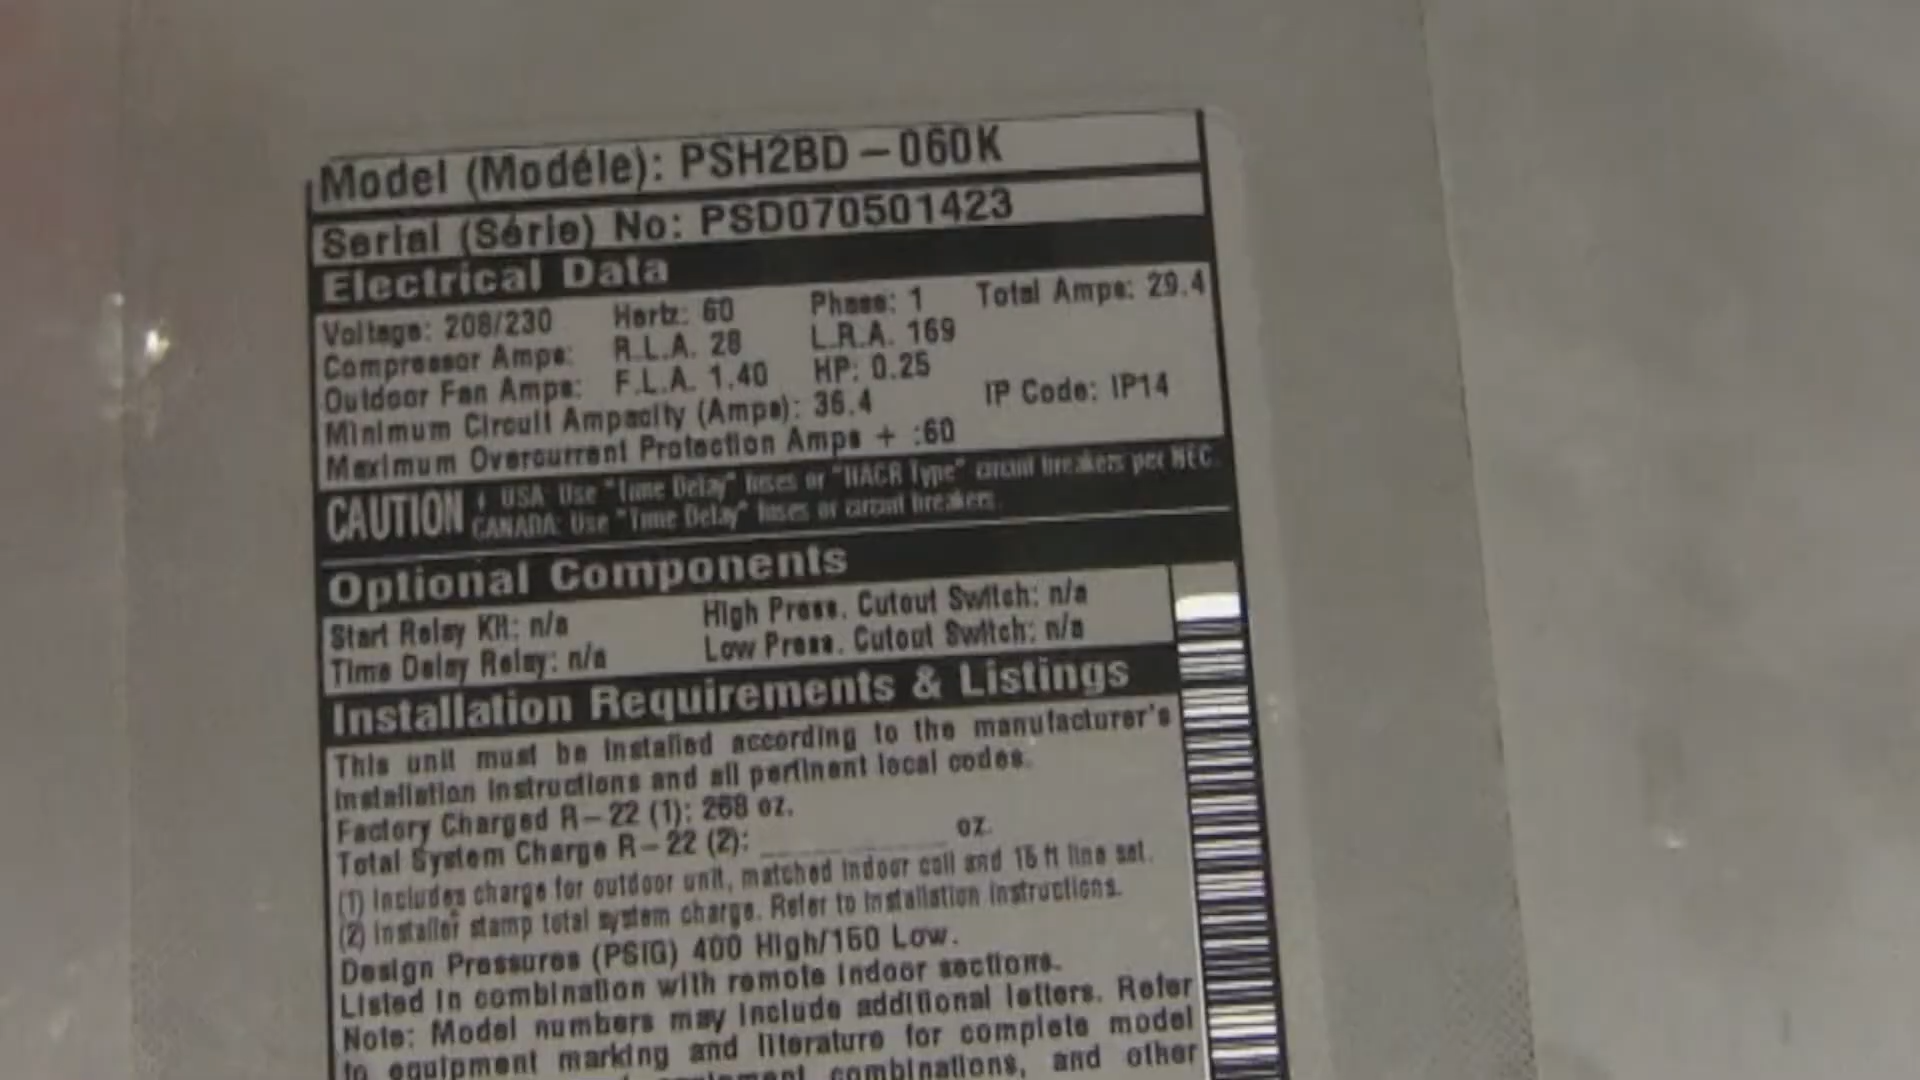 Model (Modéle): PSH2BD – 060K
Serial (Série) No: PSD070501423
Electrical Data
Voltage: 208/230 Hertz: 60 Phase: 1 Total Amps: 29.4
Compressor Amps: R.L.A. 28 L.R.A. 169
Outdoor Fan Amps: F.L.A. 1.40 HP: 0.25
Minimum Circuit Ampacity (Amps): 36.4 IP Code: IP14
Maximum Overcurrent Protection Amps + :60
CAUTION + USA: Use "Time Delay" fuses or "HACR Type" circuit breakers per NEC.
CANADA: Use "Time Delay" fuses or circuit breakers.
Optional Components
Start Relay Kit: n/a High Press. Cutout Switch: n/a
Time Delay Relay: n/a Low Press. Cutout Switch: n/a
Installation Requirements & Listings
This unit must be installed according to the manufacturer's
installation instructions and all pertinent local codes.
Factory Charged R–22 (1): 268 oz.
Total System Charge R–22 (2): oz.
(1) Includes charge for outdoor unit, matched indoor coil and 15 ft line set.
(2) Installer stamp total system charge. Refer to installation instructions.
Design Pressures (PSIG) 400 High/150 Low.
Listed in combination with remote indoor sections.
Note: Model numbers may include additional letters. Refer
to equipment marking and literature for complete model
combinations, and other